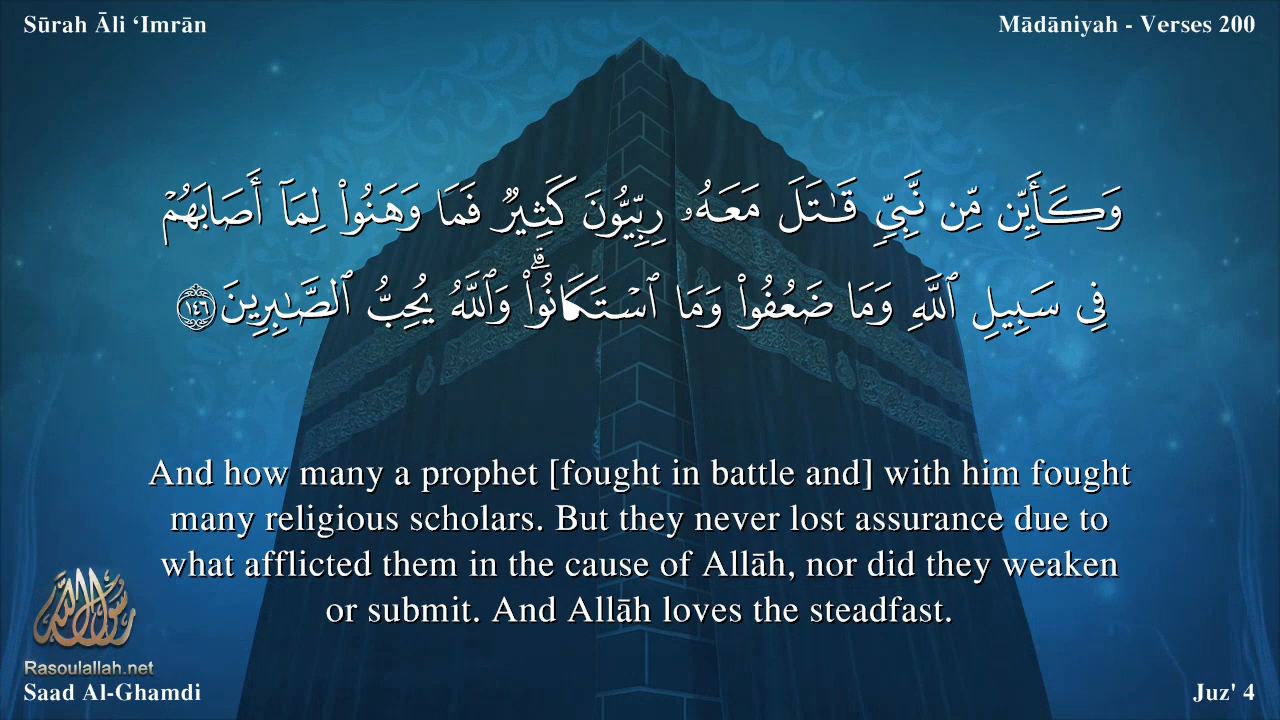 Sūrah Āli ‘Imrān
Mādāniyah - Verses 200
وَكَأَيِّن مِّن نَّبِىٍّ قَـٰتَلَ مَعَهُۥ رِبِّيُّونَ كَثِيرٌ فَمَا وَهَنُوا۟ لِمَآ أَصَابَهُمْ
فِى سَبِيلِ ٱللَّهِ وَمَا ضَعُفُوا۟ وَمَا ٱسْتَكَانُوا۟ ۗ وَٱللَّهُ يُحِبُّ ٱلصَّـٰبِرِينَ ١٤٦
And how many a prophet [fought in battle and] with him fought
many religious scholars. But they never lost assurance due to
what afflicted them in the cause of Allāh, nor did they weaken
or submit. And Allāh loves the steadfast.
رسول الله
Rasoulallah.net
Saad Al-Ghamdi
Juz' 4